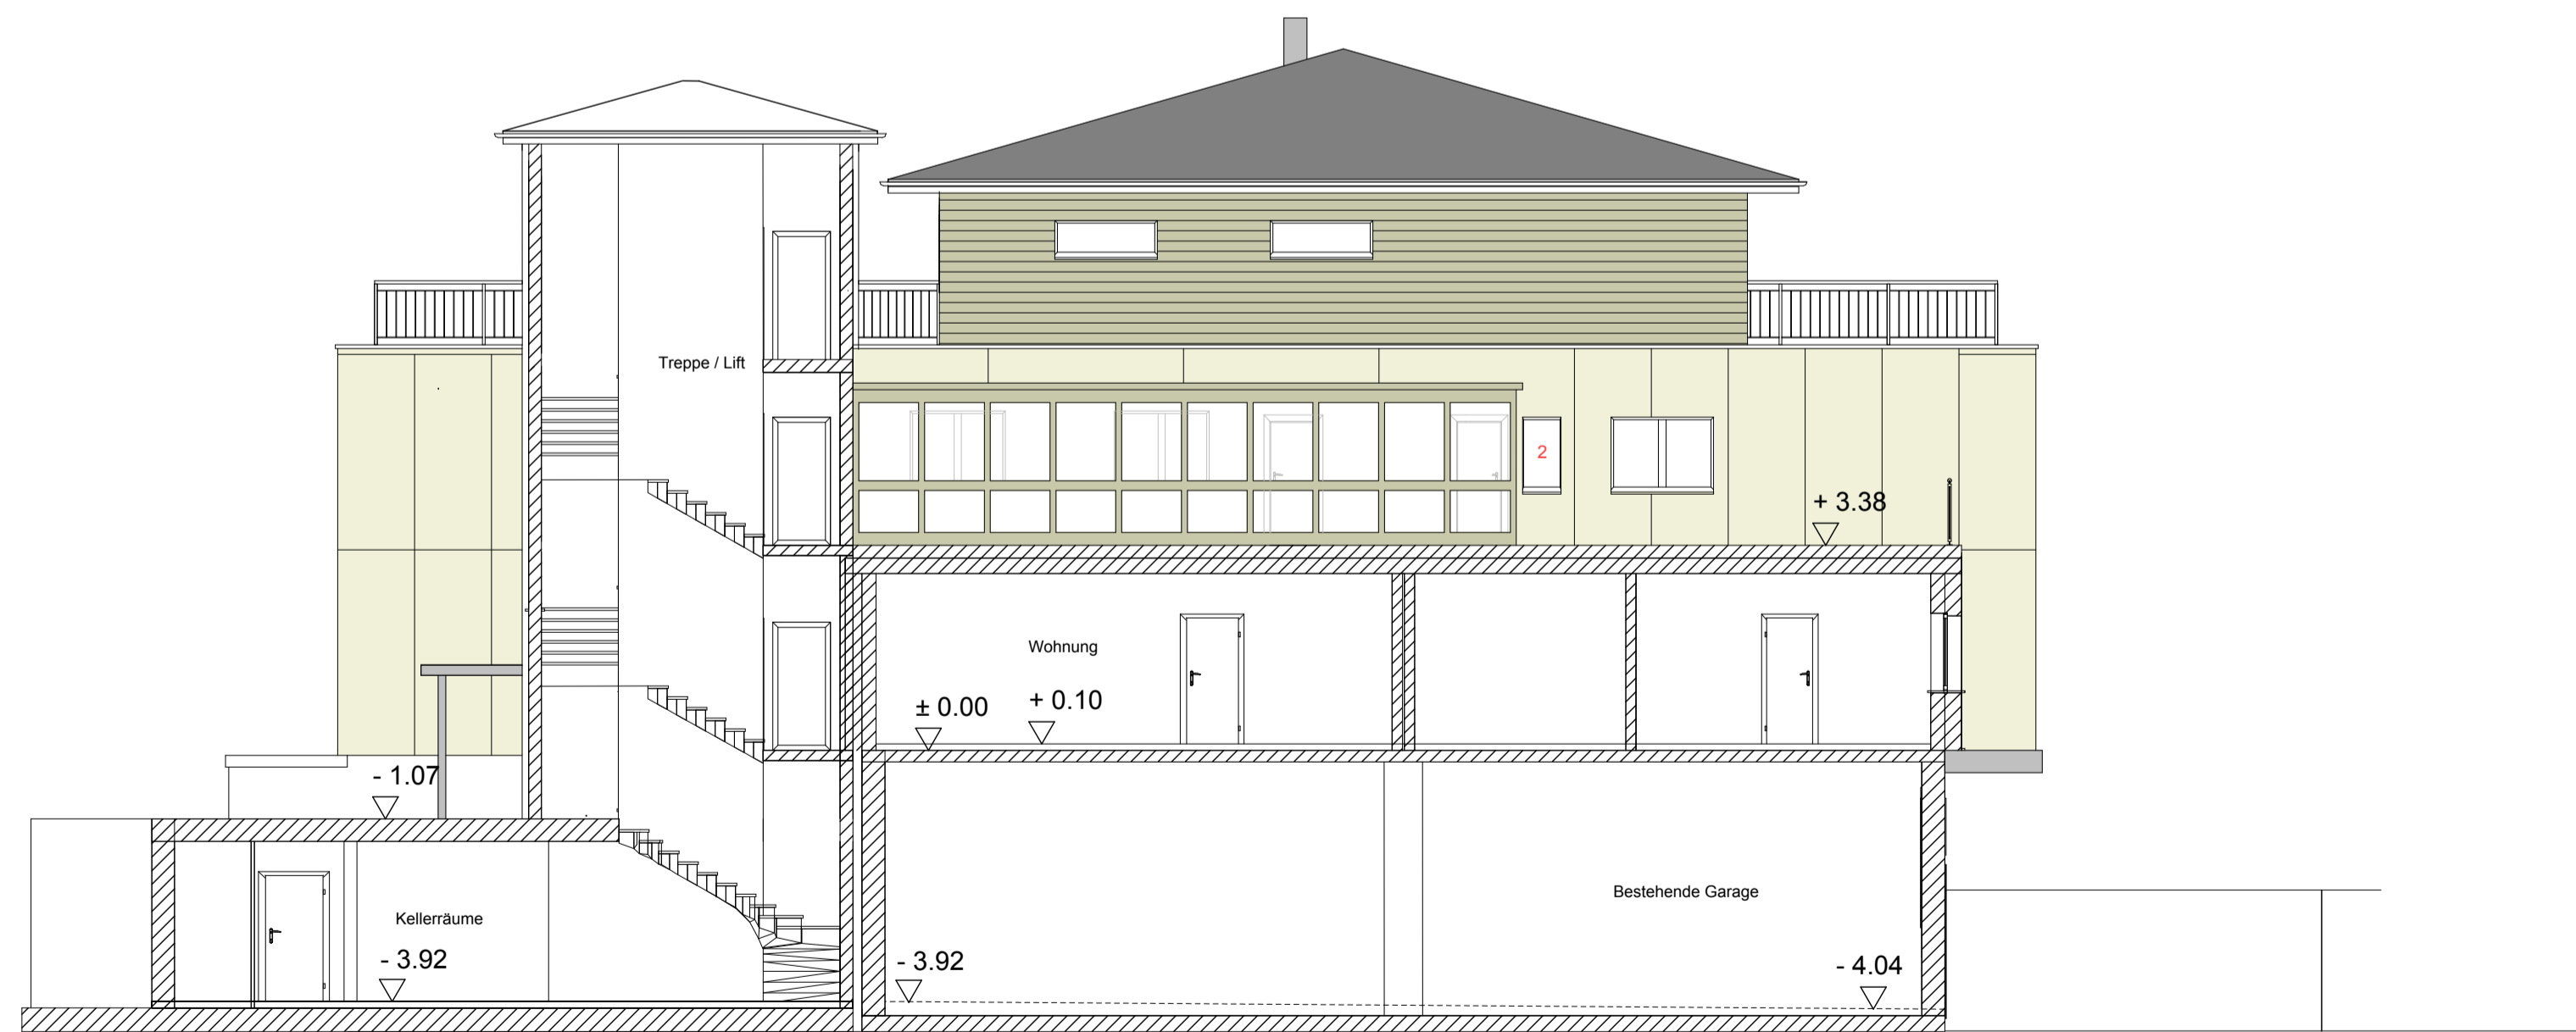 Treppe / Lift
2
+ 3.38
Wohnung
± 0.00
+ 0.10
- 1.07
Bestehende Garage
Kellerräume
- 3.92
- 3.92
- 4.04